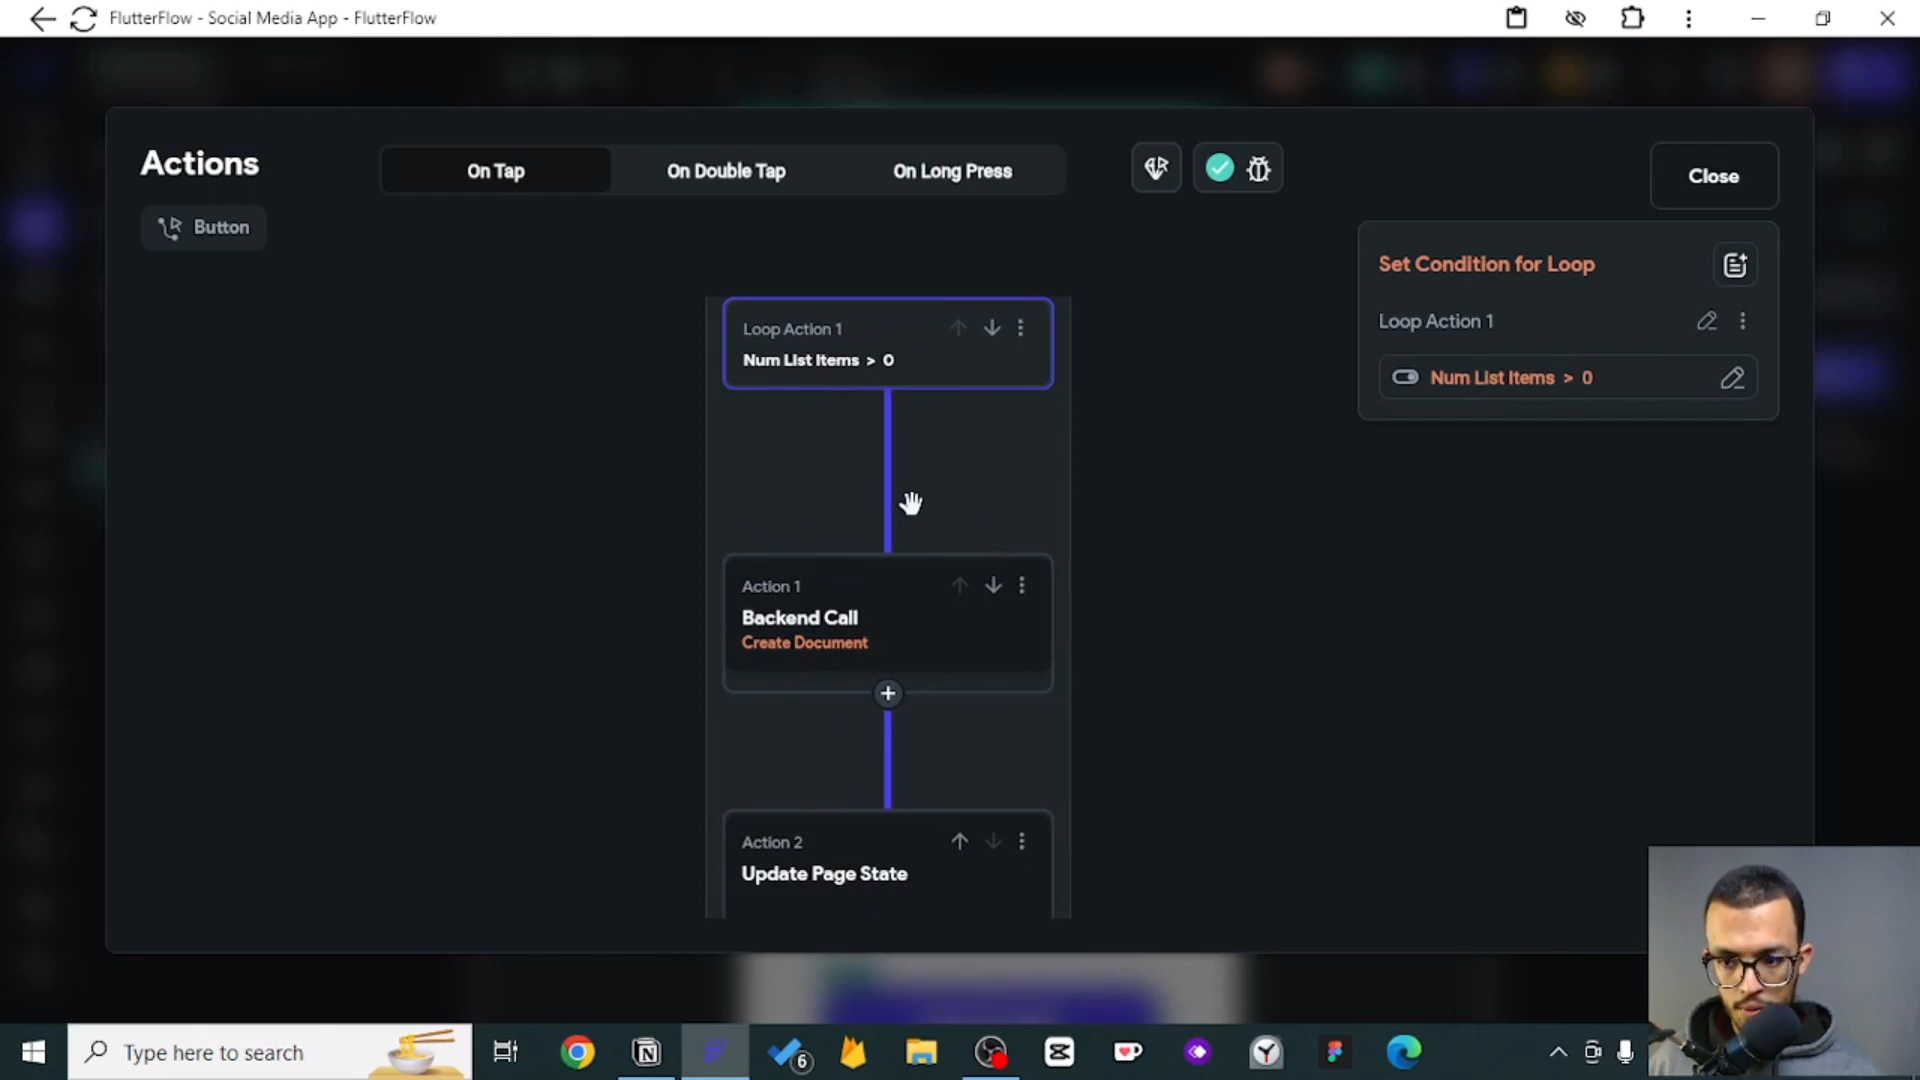 FlutterFlow - Social Media App - FlutterFlow
Actions
On Tap
On Double Tap
On Long Press
Close
Button
Set Condition for Loop
Loop Action 1
Num List Items > 0
Loop Action 1
Num List Items > 0
Action 1
Backend Call
Create Document
Action 2
Update Page State
Type here to search
6